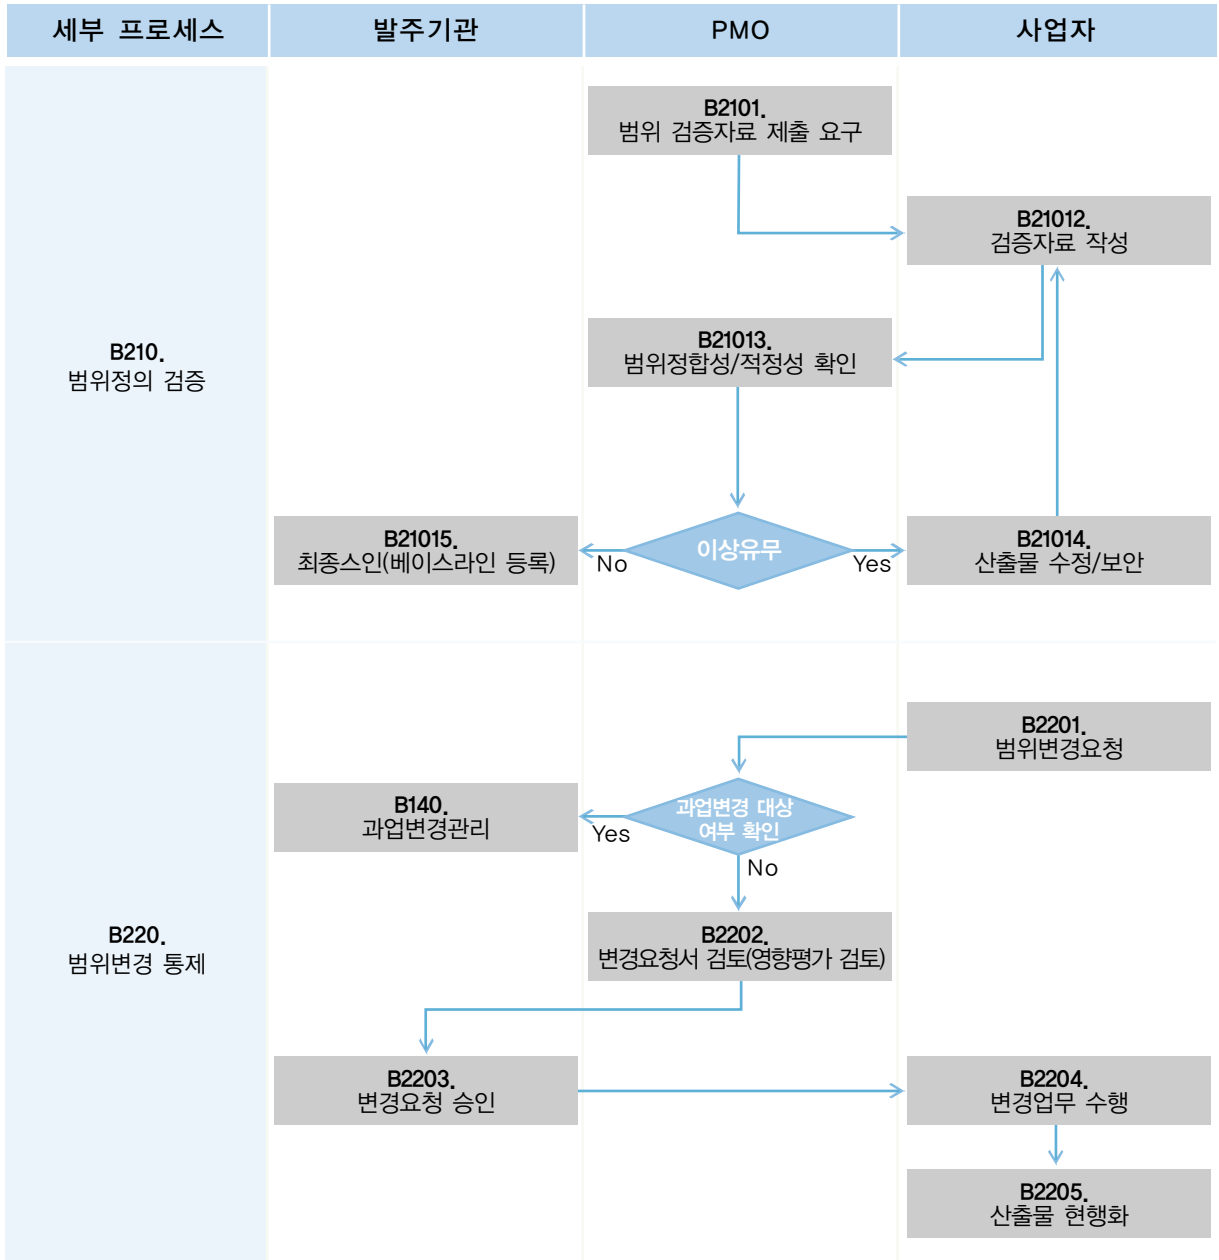 세부 프로세스
발주기관
PMO
사업자
B210.
범위정의 검증
B2101.
범위 검증자료 제출 요구
B21012.
검증자료 작성
B21013.
범위정합성/적정성 확인
이상유무
No
Yes
B21015.
최종스인(베이스라인 등록)
B21014.
산출물 수정/보안
B220.
범위변경 통제
B2201.
범위변경요청
과업변경 대상
여부 확인
Yes
No
B140.
과업변경관리
B2202.
변경요청서 검토(영향평가 검토)
B2203.
변경요청 승인
B2204.
변경업무 수행
B2205.
산출물 현행화